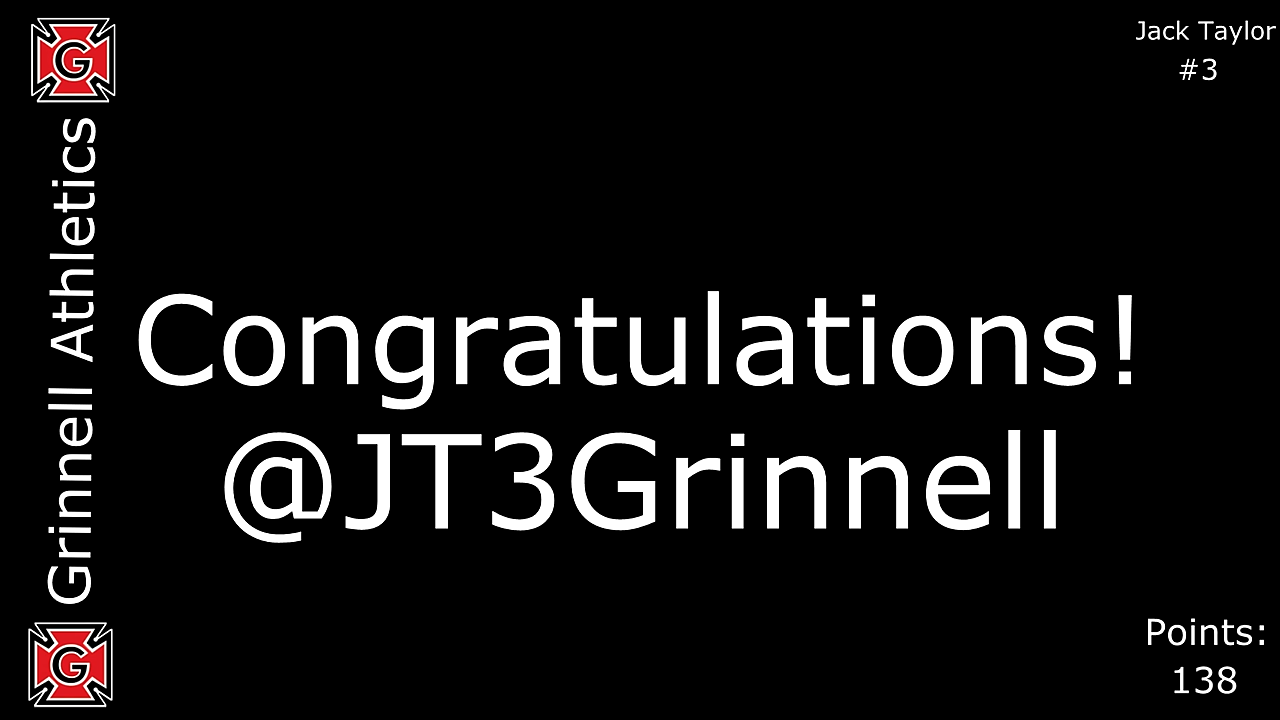 G
Grinnell Athletics
G
Jack Taylor
#3
Congratulations!
@JT3Grinnell
Points:
138